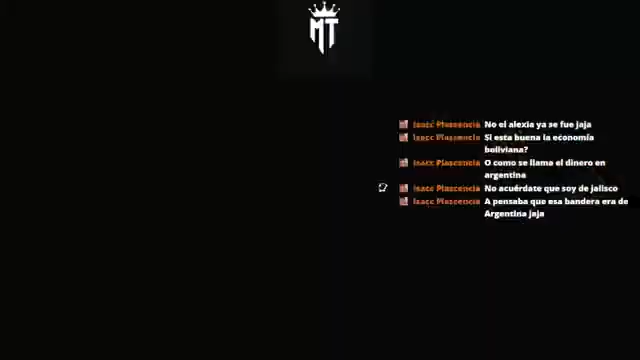 MT
Isacc Plascencia No el alexia ya se fue jaja
Isacc Plascencia Si esta buena la economía
boliviana?
Isacc Plascencia O como se llama el dinero en
argentina
Isacc Plascencia No acuérdate que soy de jalisco
Isacc Plascencia A pensaba que esa bandera era de
Argentina jaja